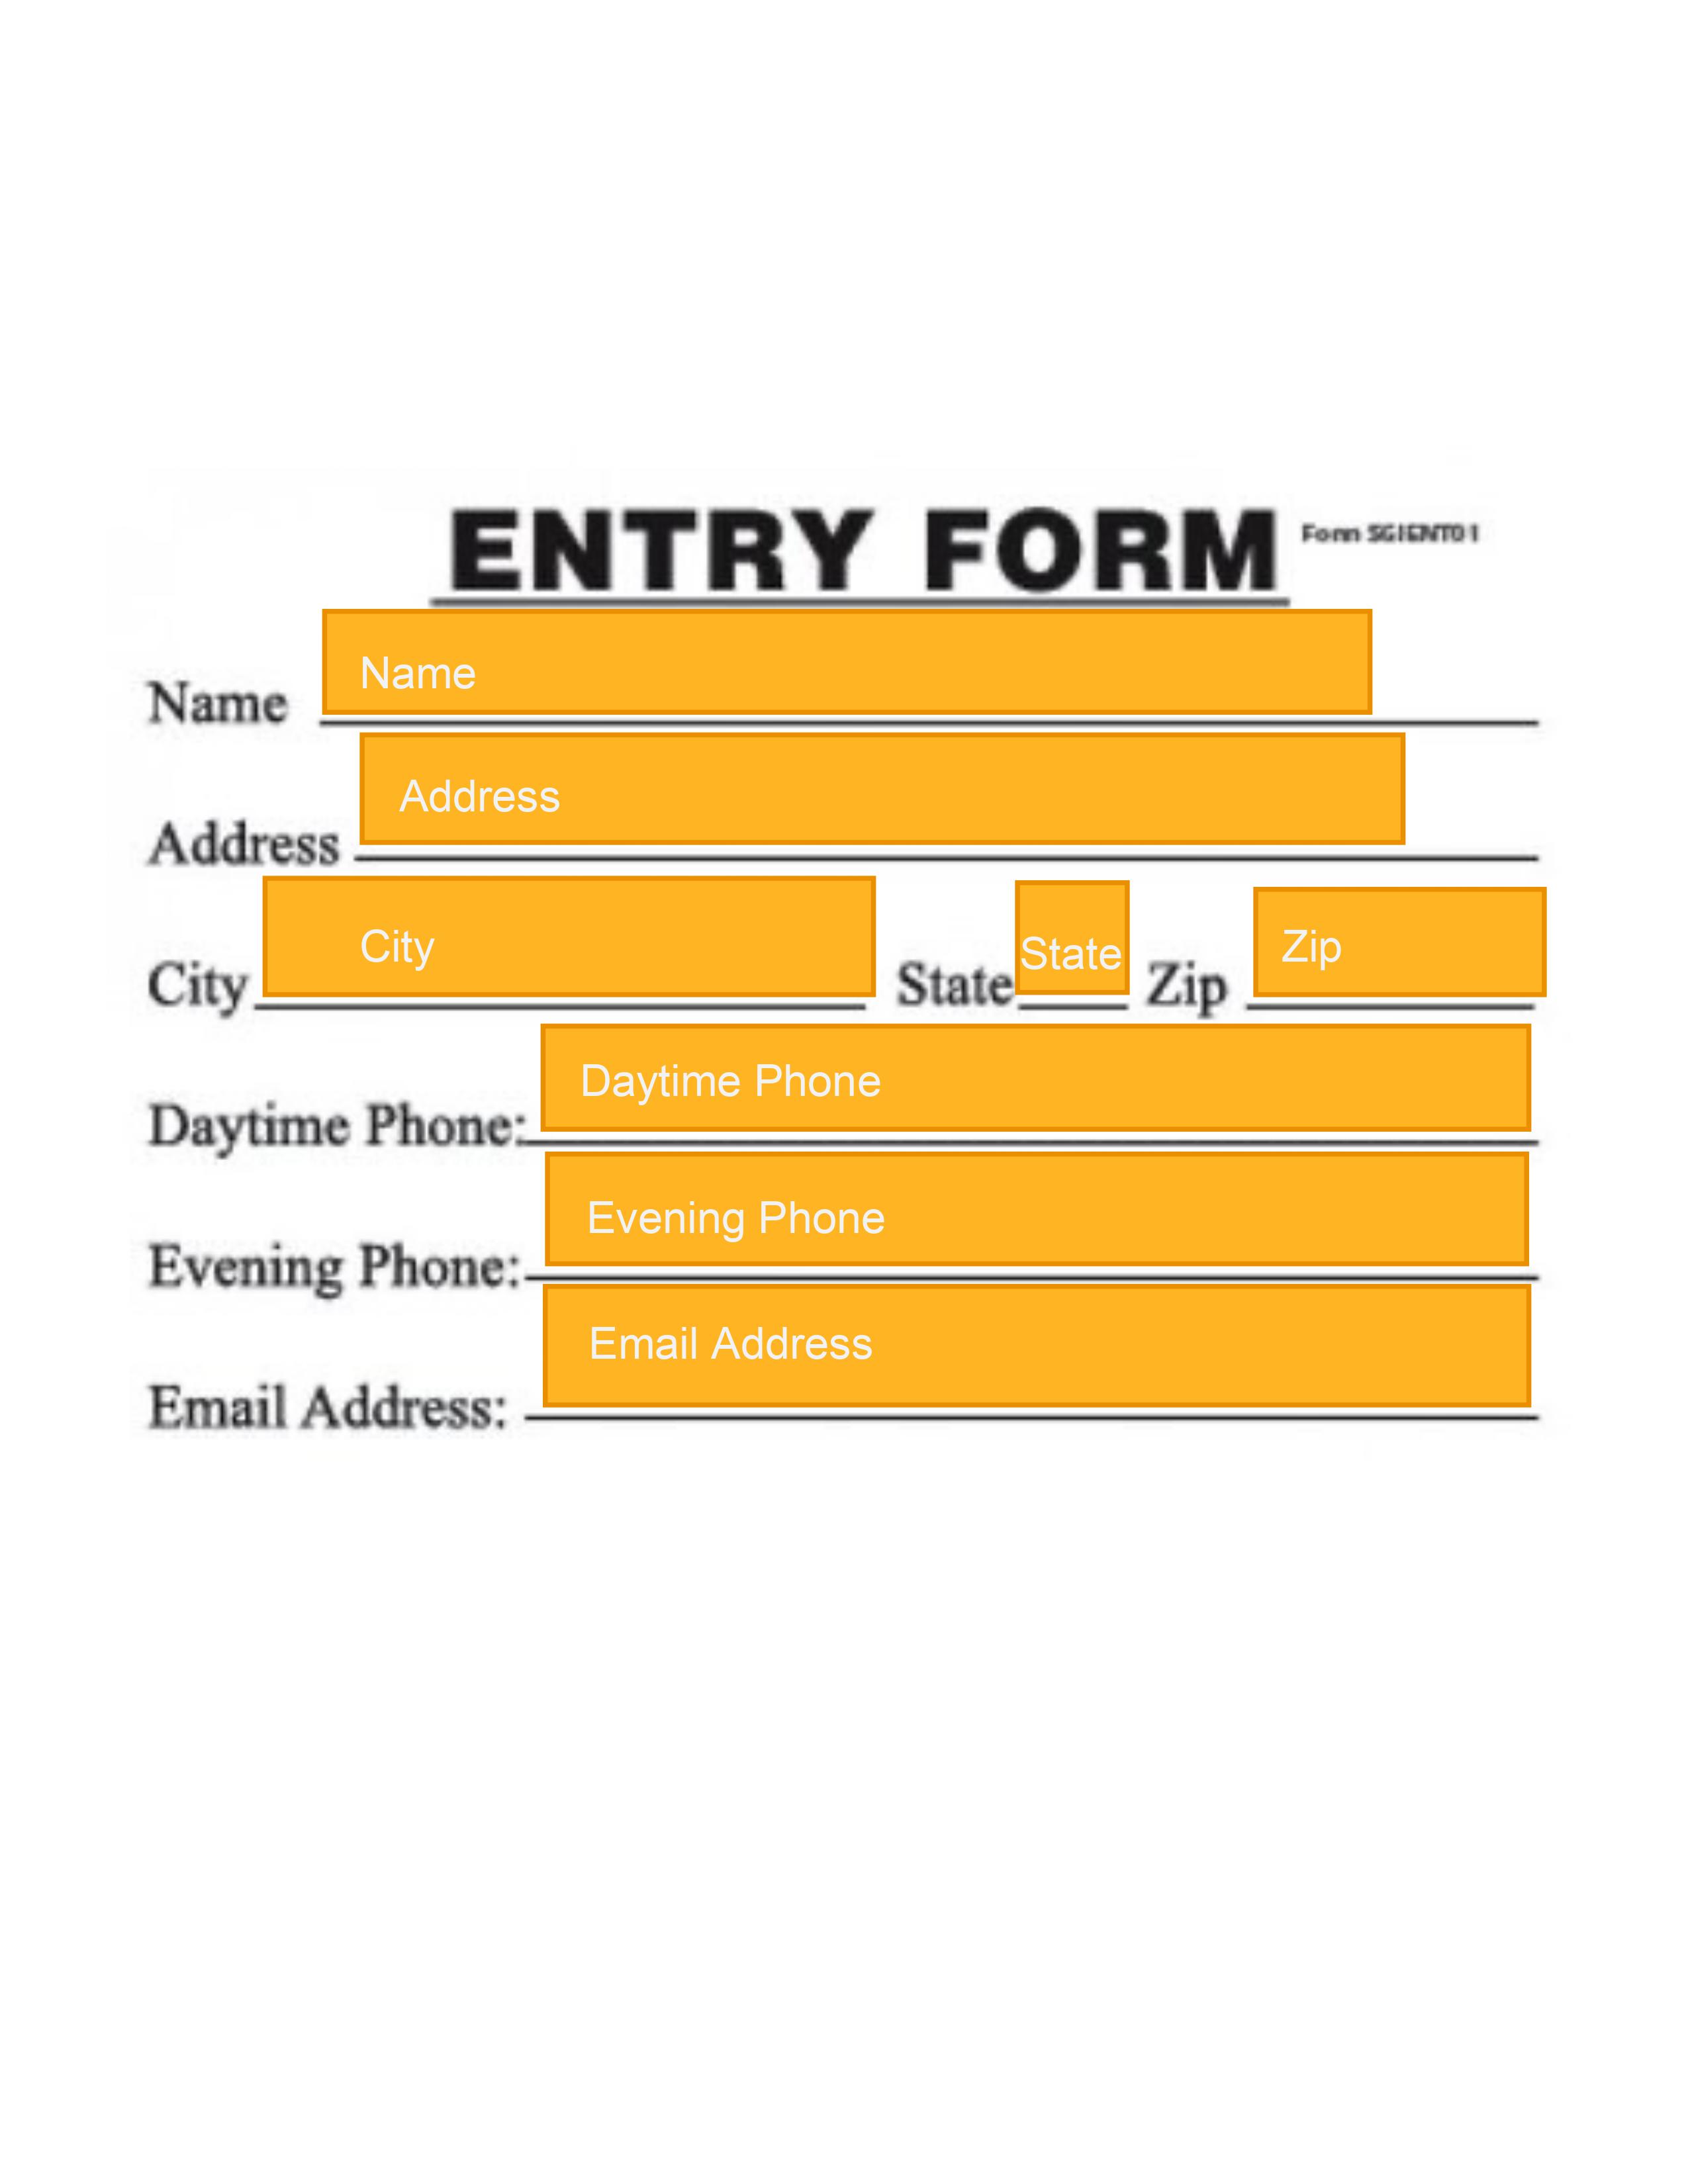 ENTRY FORM Form SGIENT01
Name Name
Address Address
City City State State Zip Zip
Daytime Phone: Daytime Phone
Evening Phone: Evening Phone
Email Address: Email Address